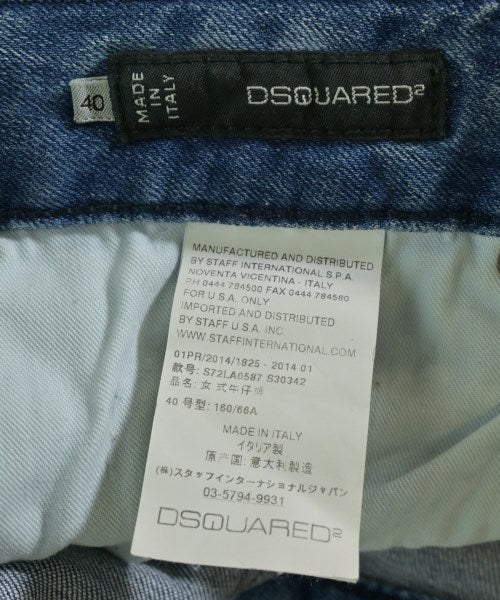 40
MADE
IN
ITALY
DSQUARED²
MANUFACTURED AND DISTRIBUTED
BY STAFF INTERNATIONAL S.P.A.
NOVENTA VICENTINA - ITALY
PH 0444 784500 FAX 0444 784580
FOR U.S.A. ONLY
IMPORTED AND DISTRIBUTED
BY STAFF U.S.A. INC.
WWW.STAFFINTERNATIONAL.COM
01PR/2014/1825 - 2014 01
款号: S72LA0587 S30342
品名: 女式牛仔裤
40 号型: 160/66A
MADE IN ITALY
イタリア製
原产国: 意大利製造
(株)スタッフインターナショナルジャパン
03-5794-9931
DSQUARED²